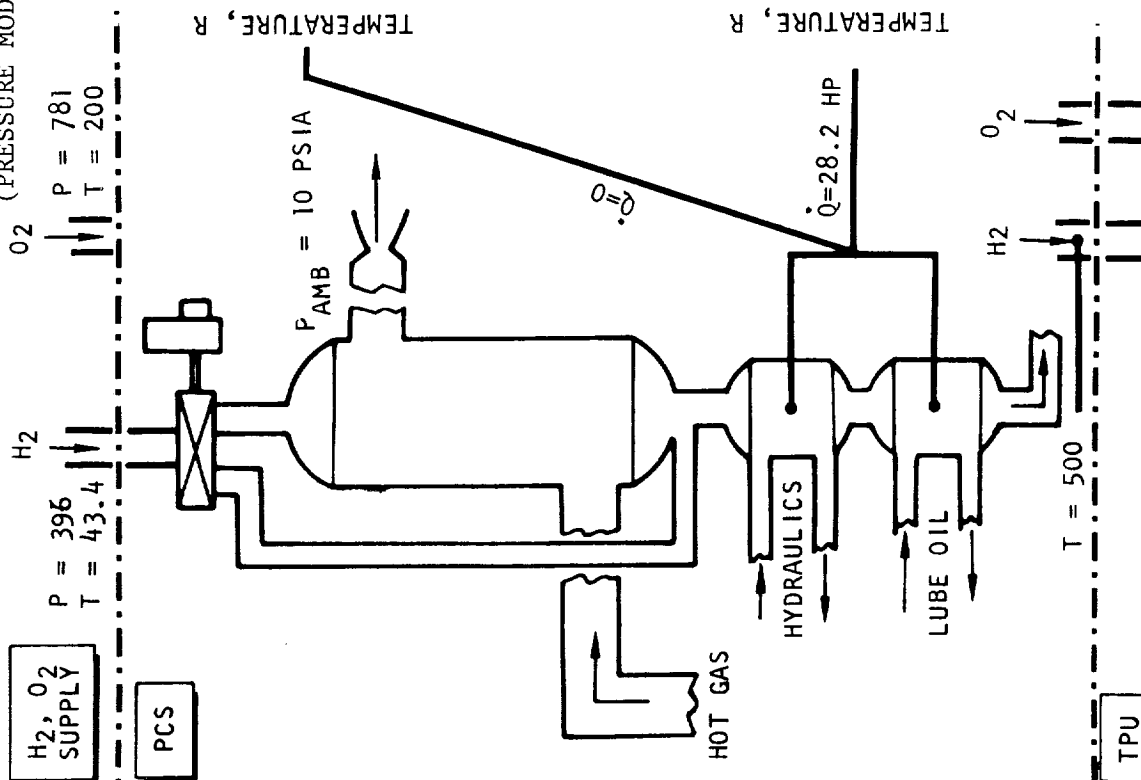 (PRESSURE MOD
H2, O2
SUPPLY
H2
P = 396
T = 43.4
O2
P = 781
T = 200
PCS
PAMB = 10 PSIA
TEMPERATURE, R
Q̇=0
Q̇=28.2 HP
TEMPERATURE, R
HOT GAS
HYDRAULICS
LUBE OIL
T = 500
H2
O2
TPU